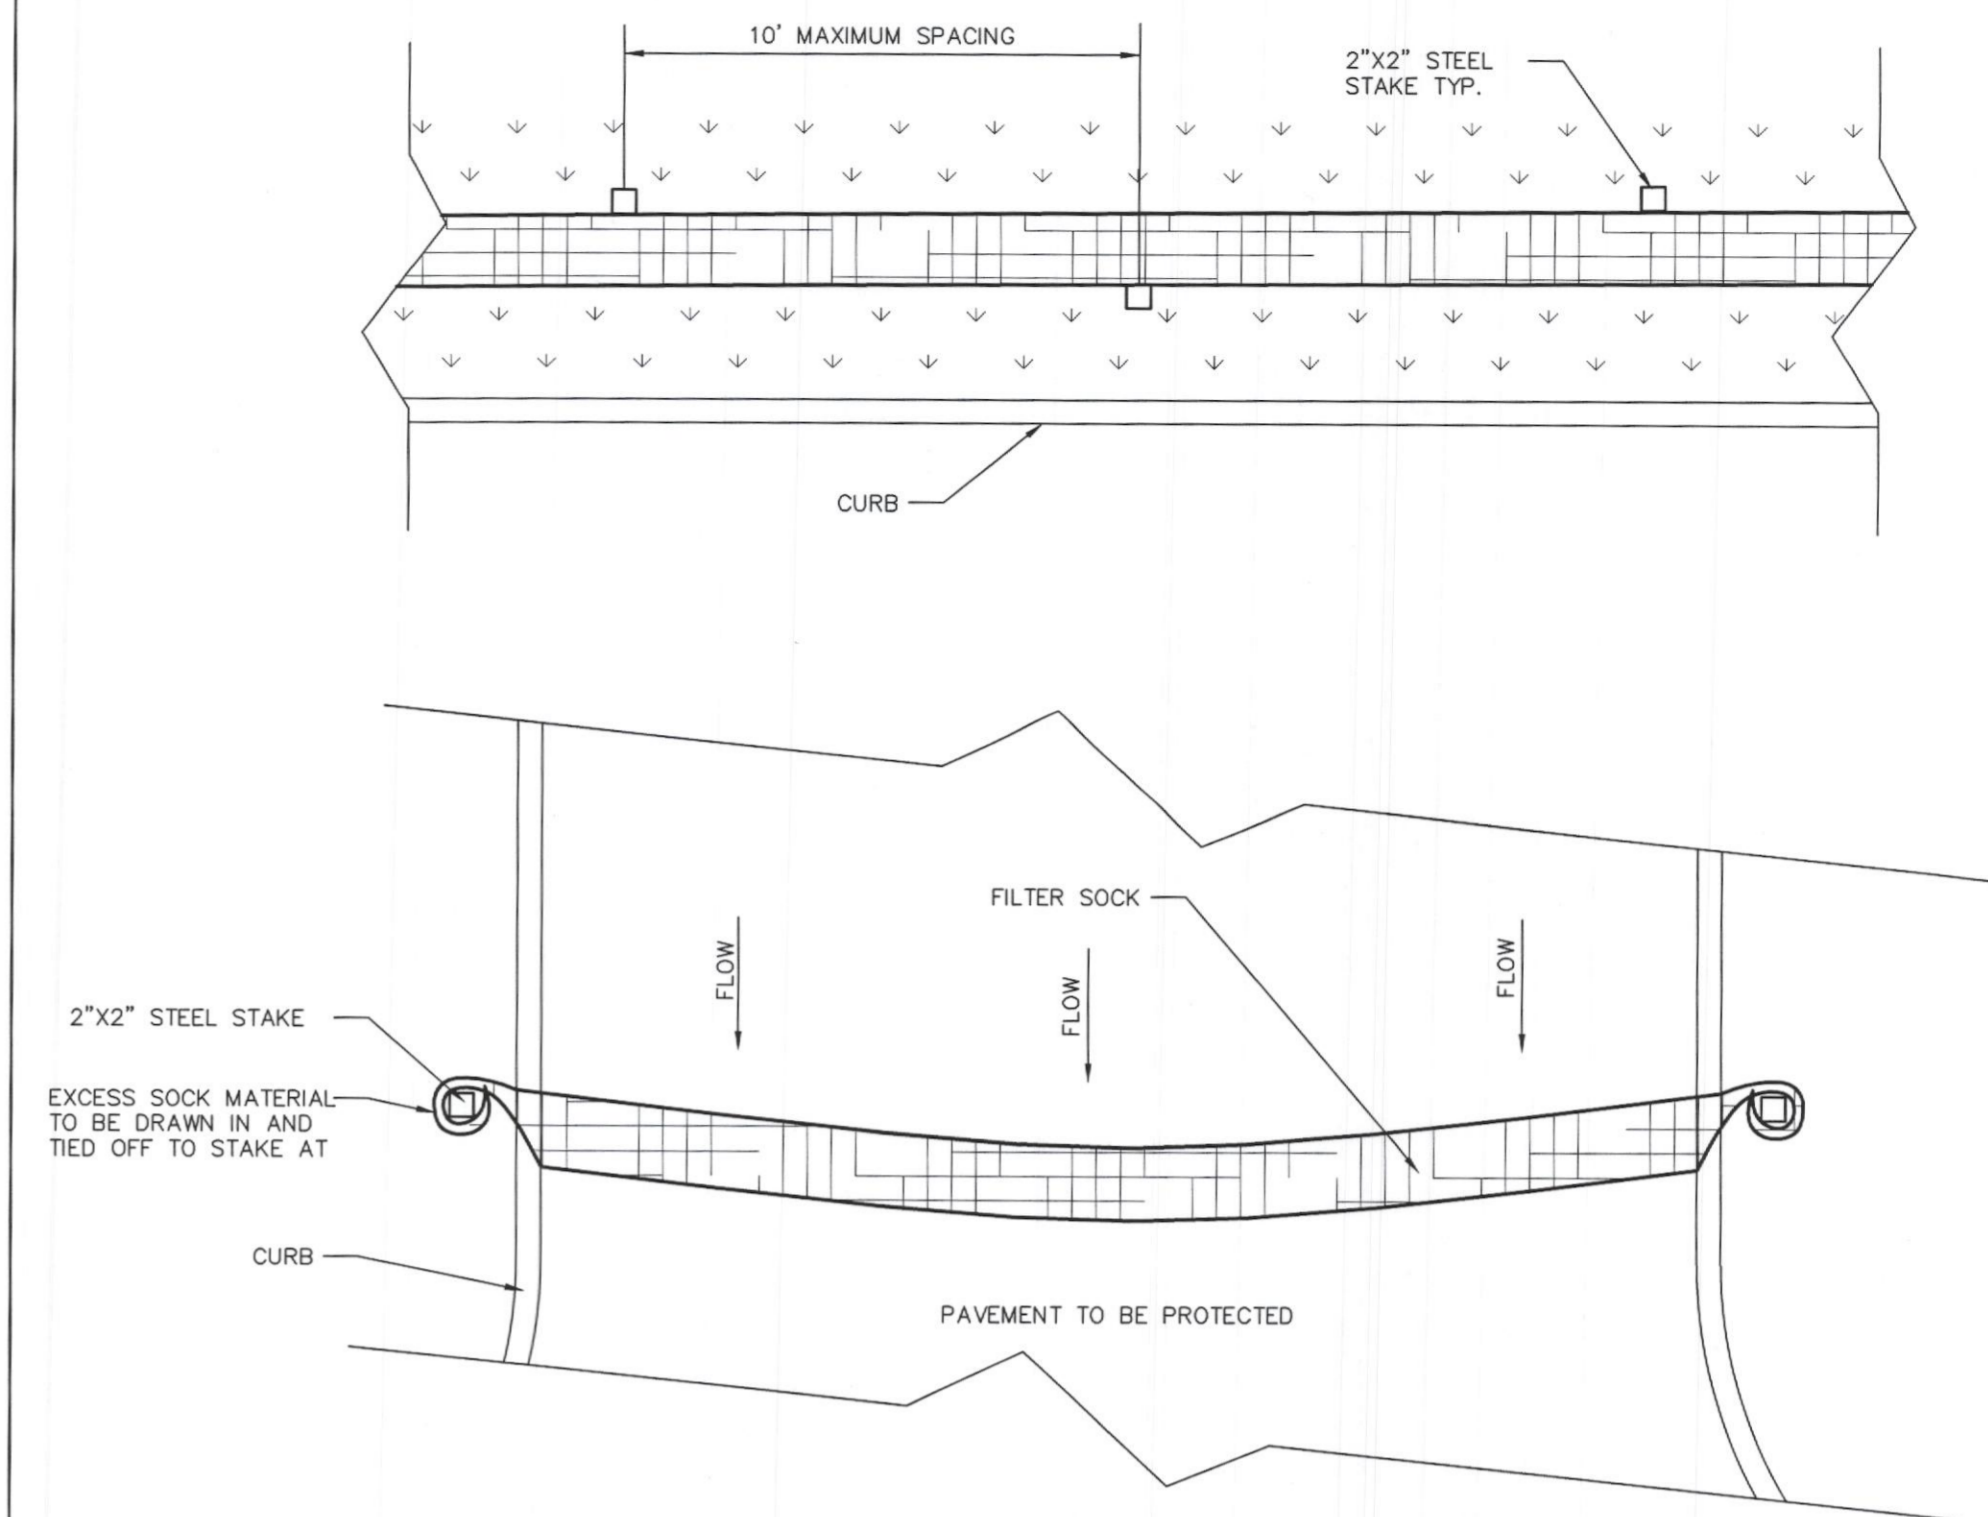 10' MAXIMUM SPACING
2"X2" STEEL
STAKE TYP.
CURB
FILTER SOCK
FLOW
FLOW
FLOW
2"X2" STEEL STAKE
EXCESS SOCK MATERIAL
TO BE DRAWN IN AND
TIED OFF TO STAKE AT
CURB
PAVEMENT TO BE PROTECTED